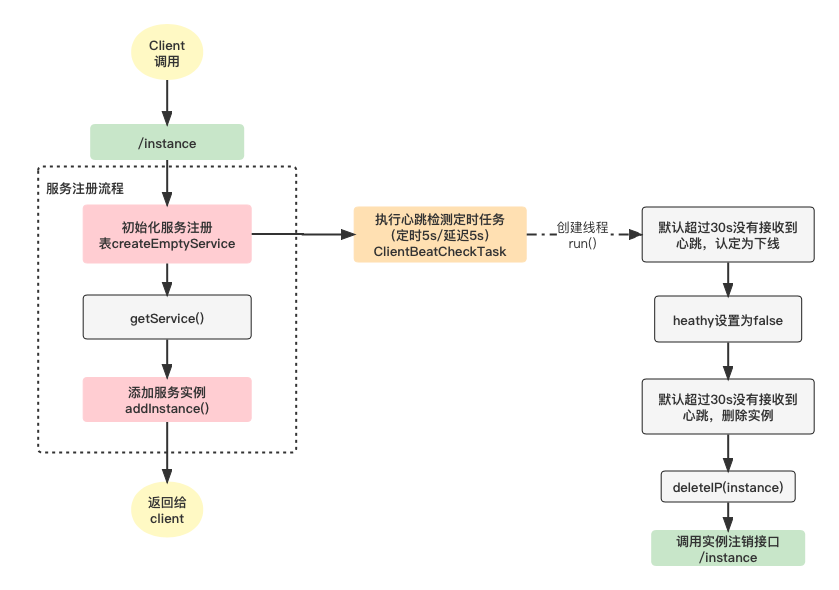 Client
调用
/instance
服务注册流程
初始化服务注册
表createEmptyService
getService()
添加服务实例
addInstance()
返回给
client
执行心跳检测定时任务
(定时5s/延迟5s)
ClientBeatCheckTask
创建线程
run()
默认超过30s没有接收到
心跳，认定为下线
heathy设置为false
默认超过30s没有接收到
心跳，删除实例
deleteIP(instance)
调用实例注销接口
/instance